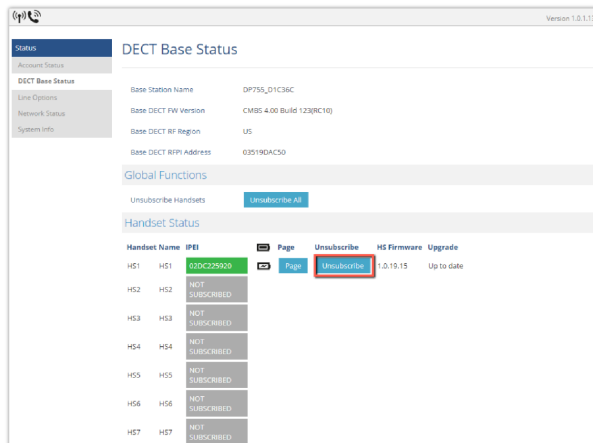 Version 1.0.1.1
Status
Account Status
DECT Base Status
Line Options
Network Status
System Info
DECT Base Status
Base Station Name DP755_D1C36C
Base DECT FW Version CMBS 4.00 Build 123(RC10)
Base DECT RF Region US
Base DECT RFPI Address 03519DAC50
Global Functions
Unsubscribe Handsets Unsubscribe All
Handset Status
Handset Name IPEI Page Unsubscribe HS Firmware Upgrade
HS1 HS1 02DC225920 Page Unsubscribe 1.0.19.15 Up to date
HS2 HS2 NOT
SUBSCRIBED
HS3 HS3 NOT
SUBSCRIBED
HS4 HS4 NOT
SUBSCRIBED
HS5 HS5 NOT
SUBSCRIBED
HS6 HS6 NOT
SUBSCRIBED
HS7 HS7 NOT
SUBSCRIBED